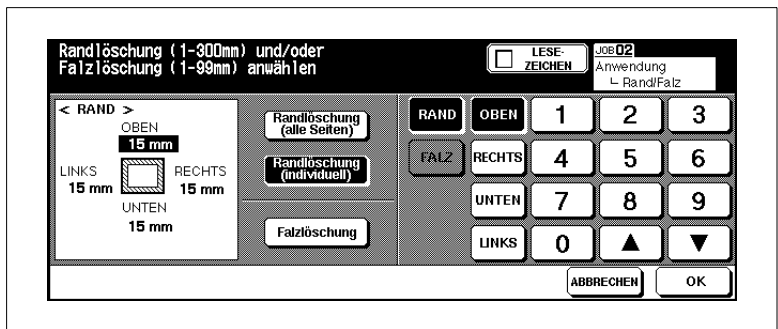 Randlöschung (1-300mm) und/oder
Falzlöschung (1-99mm) anwählen
LESE-
ZEICHEN
JOB 02
Anwendung
└ Rand/Falz
< RAND >
OBEN
15 mm
LINKS
15 mm
RECHTS
15 mm
UNTEN
15 mm
Randlöschung
(alle Seiten)
Randlöschung
(individuell)
Falzlöschung
RAND OBEN 1 2 3
FALZ RECHTS 4 5 6
UNTEN 7 8 9
LINKS 0 ▲ ▼
ABBRECHEN OK